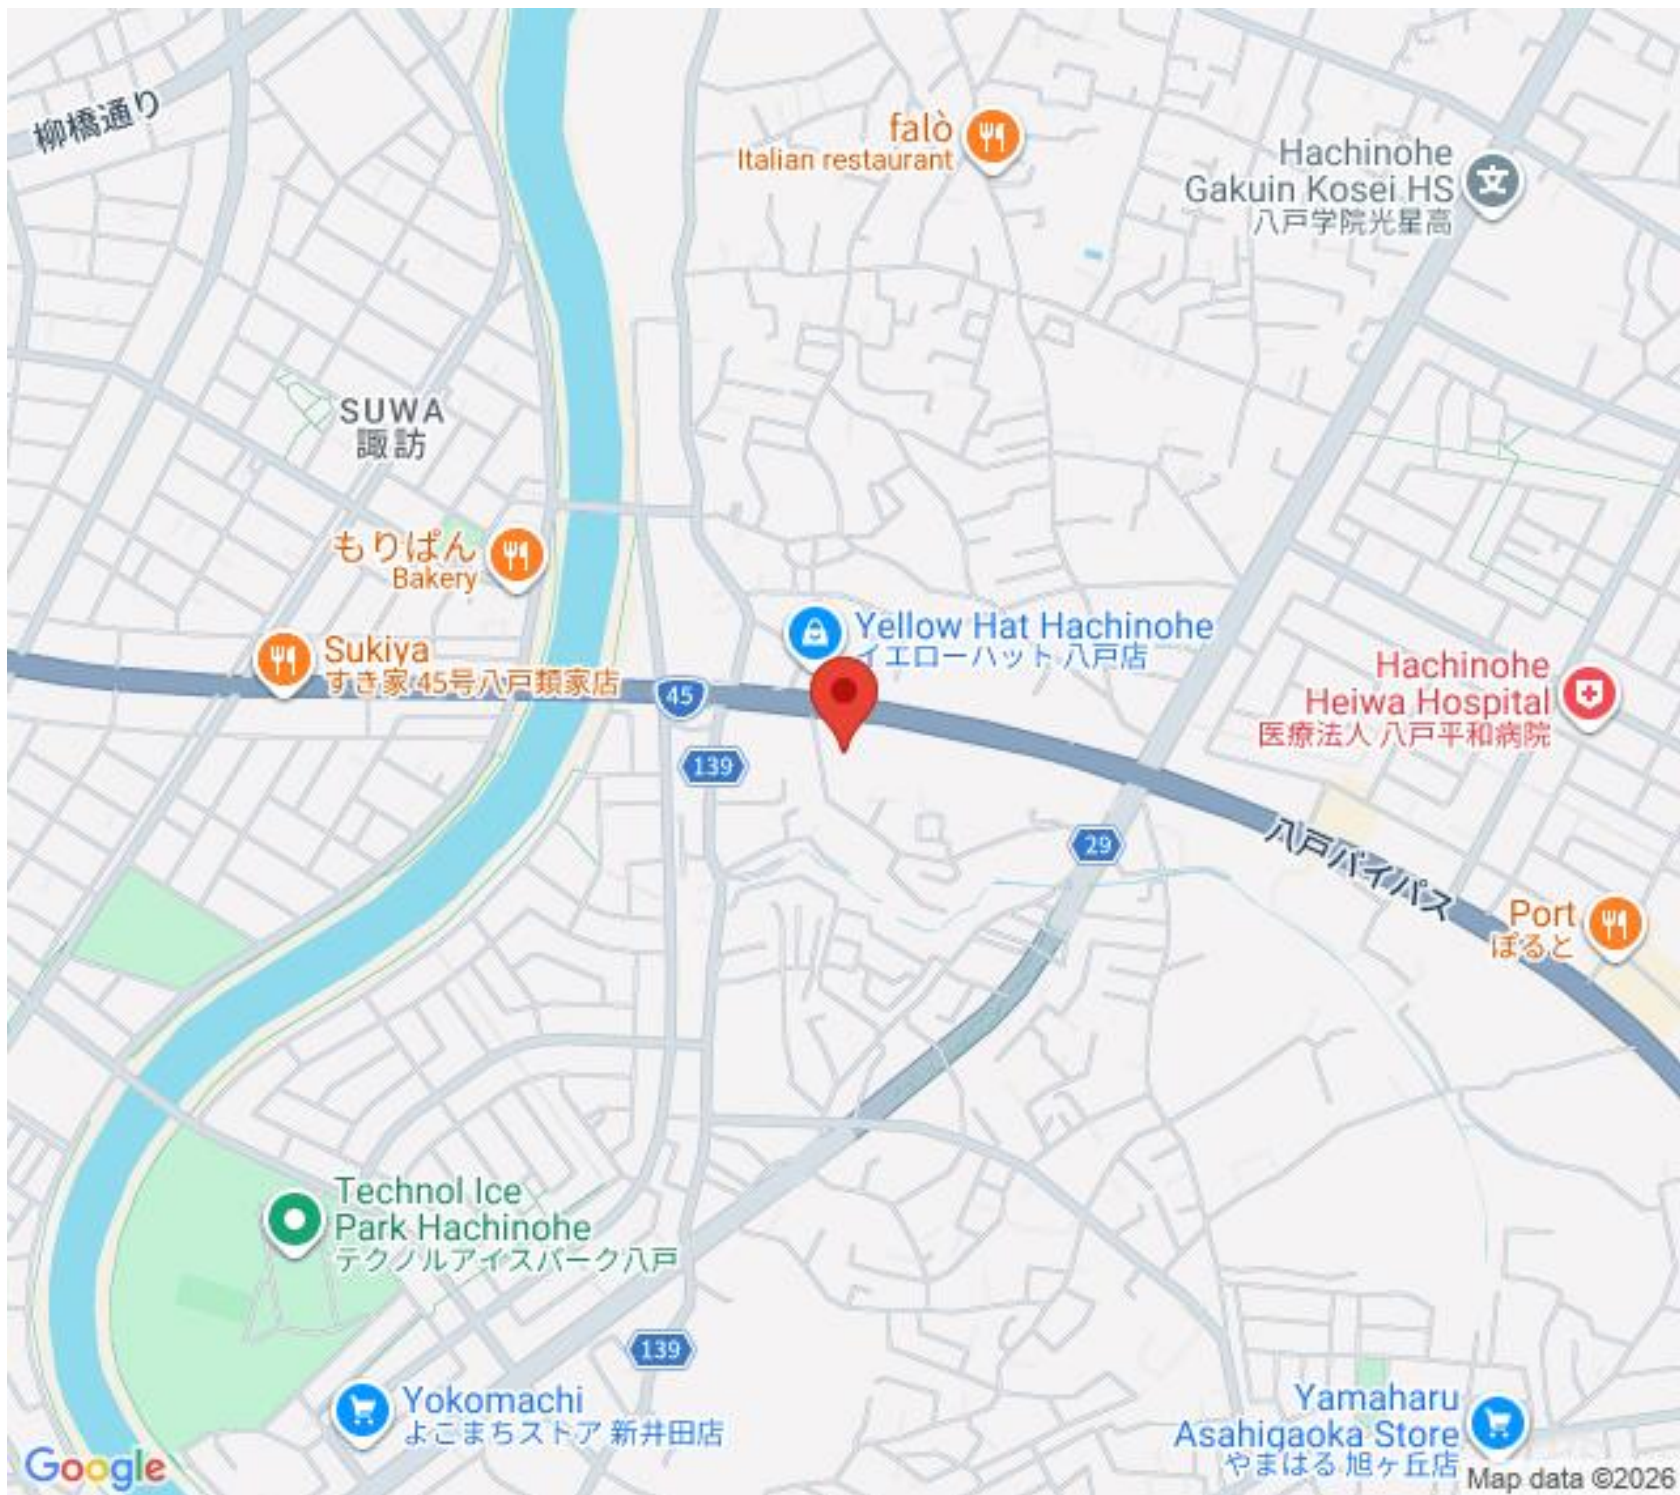 柳橋通り
falò
Italian restaurant
Hachinohe
Gakuin Kosei HS
八戸学院光星高
SUWA
諏訪
もりぱん
Bakery
Yellow Hat Hachinohe
イエローハット 八戸店
Sukiya
すき家 45号八戸類家店
45
Hachinohe
Heiwa Hospital
医療法人 八戸平和病院
139
29
八戸バイパス
Port
ぽると
Technol Ice
Park Hachinohe
テクノルアイスパーク八戸
139
Yokomachi
よこまちストア 新井田店
Yamaharu
Asahigaoka Store
やまはる 旭ヶ丘店
Google
Map data ©2026